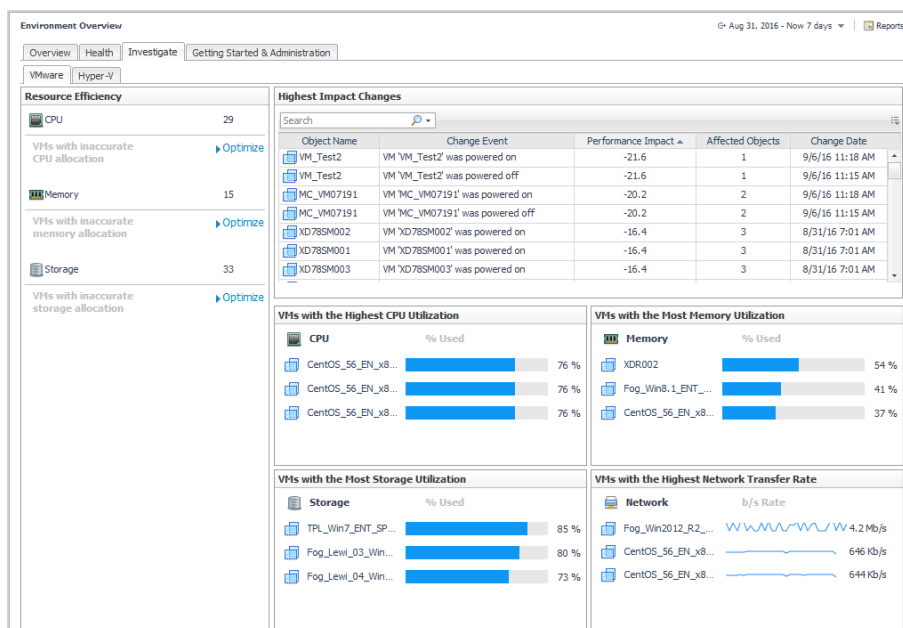 Environment Overview
Aug 31, 2016 - Now 7 days
Reports
Overview Health Investigate Getting Started & Administration
VMware Hyper-V
Resource Efficiency
CPU 29
VMs with inaccurate
CPU allocation
Optimize
Memory 15
VMs with inaccurate
memory allocation
Optimize
Storage 33
VMs with inaccurate
storage allocation
Optimize
Highest Impact Changes
Search
Object Name Change Event Performance Impact Affected Objects Change Date
VM_Test2 VM 'VM_Test2' was powered on -21.6 1 9/6/16 11:18 AM
VM_Test2 VM 'VM_Test2' was powered off -21.6 1 9/6/16 11:15 AM
MC_VM07191 VM 'MC_VM07191' was powered on -20.2 2 9/6/16 11:18 AM
MC_VM07191 VM 'MC_VM07191' was powered off -20.2 2 9/6/16 11:15 AM
XD78SM002 VM 'XD78SM002' was powered on -16.4 3 8/31/16 7:01 AM
XD78SM001 VM 'XD78SM001' was powered on -16.4 3 8/31/16 7:01 AM
XD78SM003 VM 'XD78SM003' was powered on -16.4 3 8/31/16 7:01 AM
VMs with the Highest CPU Utilization
CPU % Used
CentOS_56_EN_x8... 76 %
CentOS_56_EN_x8... 76 %
CentOS_56_EN_x8... 76 %
VMs with the Most Memory Utilization
Memory % Used
XDR002 54 %
Fog_Win8.1_ENT_... 41 %
CentOS_56_EN_x8... 37 %
VMs with the Most Storage Utilization
Storage % Used
TPL_Win7_ENT_SP... 85 %
Fog_Lewi_03_Win... 80 %
Fog_Lewi_04_Win... 73 %
VMs with the Highest Network Transfer Rate
Network b/s Rate
Fog_Win2012_R2_... 4.2 Mb/s
CentOS_56_EN_x8... 646 Kb/s
CentOS_56_EN_x8... 644 Kb/s